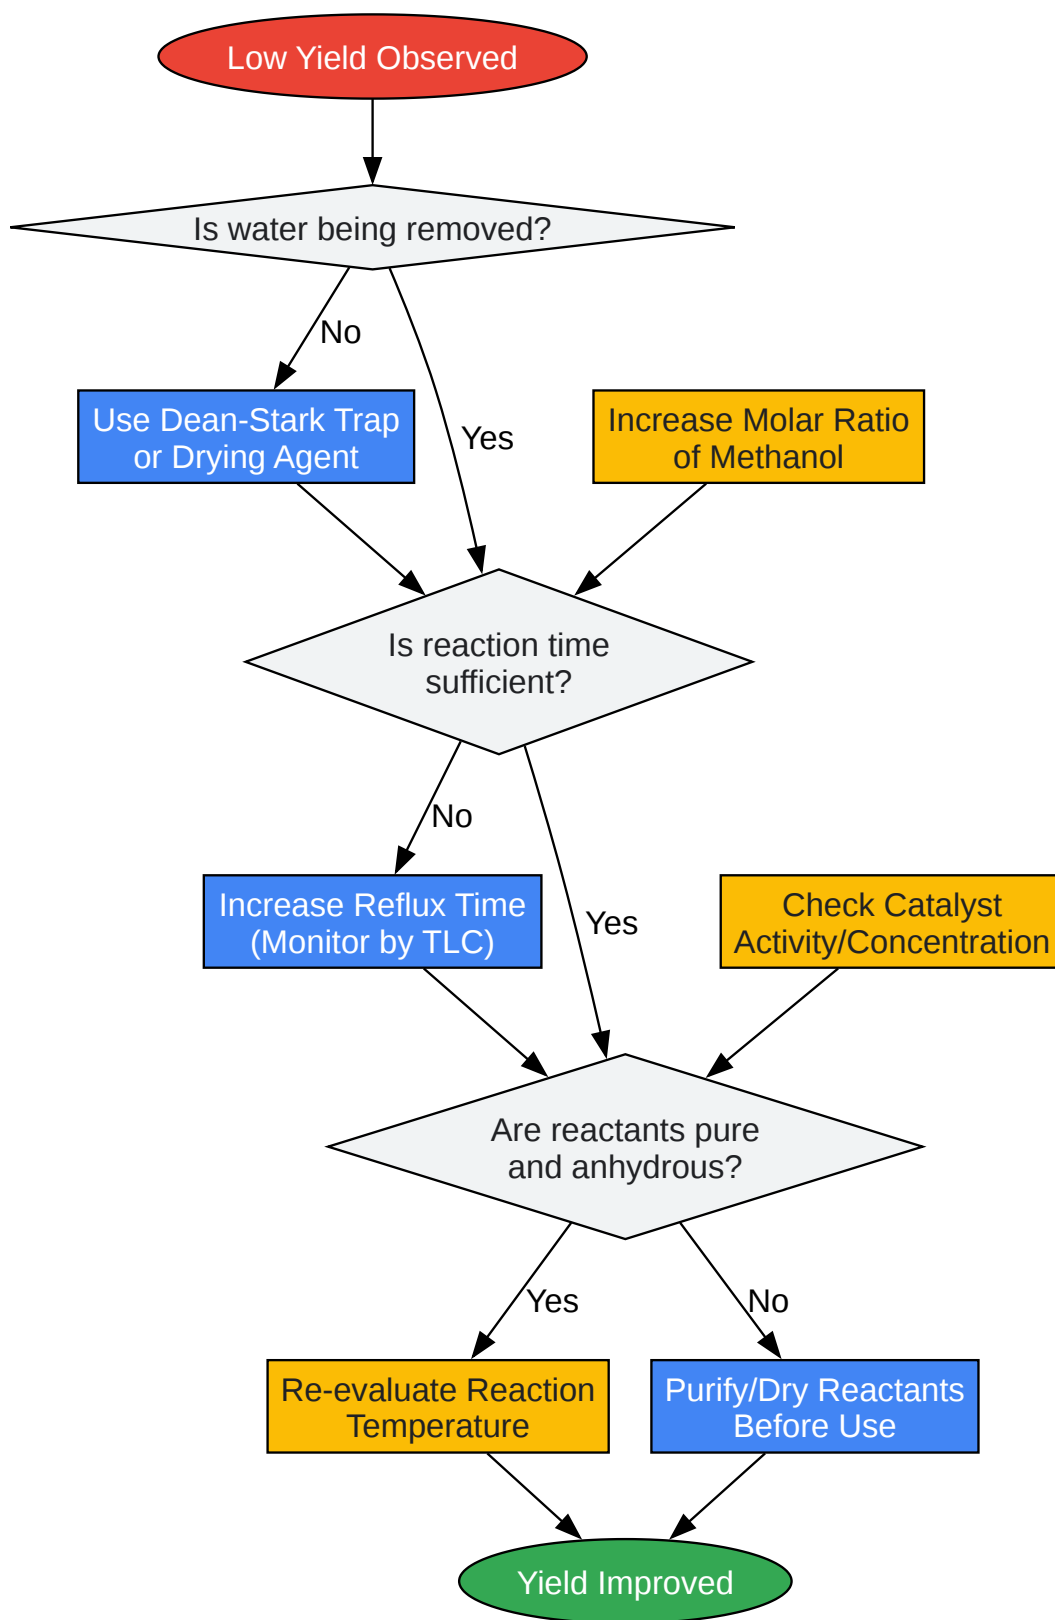 Low Yield Observed
Is water being removed?
No
Yes
Use Dean-Stark Trap
or Drying Agent
Increase Molar Ratio
of Methanol
Is reaction time
sufficient?
No
Yes
Increase Reflux Time
(Monitor by TLC)
Check Catalyst
Activity/Concentration
Are reactants pure
and anhydrous?
Yes
No
Re-evaluate Reaction
Temperature
Purify/Dry Reactants
Before Use
Yield Improved